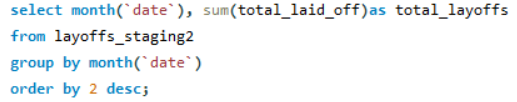 select month(`date`), sum(total_laid_off)as total_layoffs
from layoffs_staging2
group by month(`date`)
order by 2 desc;